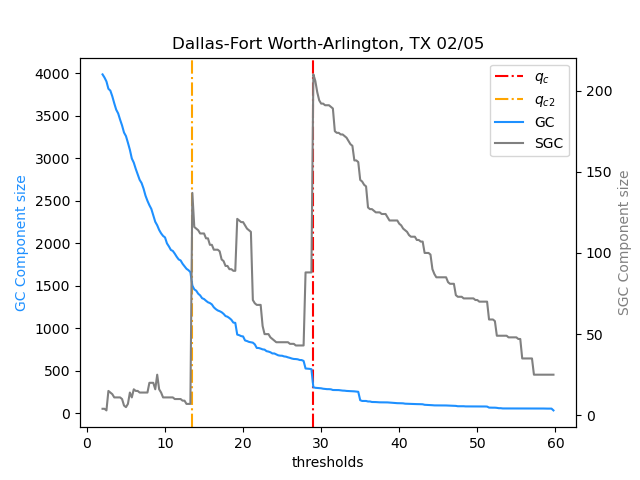 Dallas-Fort Worth-Arlington, TX 02/05
GC Component size
4000
3500
3000
2500
2000
1500
1000
500
0
q_c
q_c2
GC
SGC
200
150
100
50
0
SGC Component size
0 10 20 30 40 50 60
thresholds